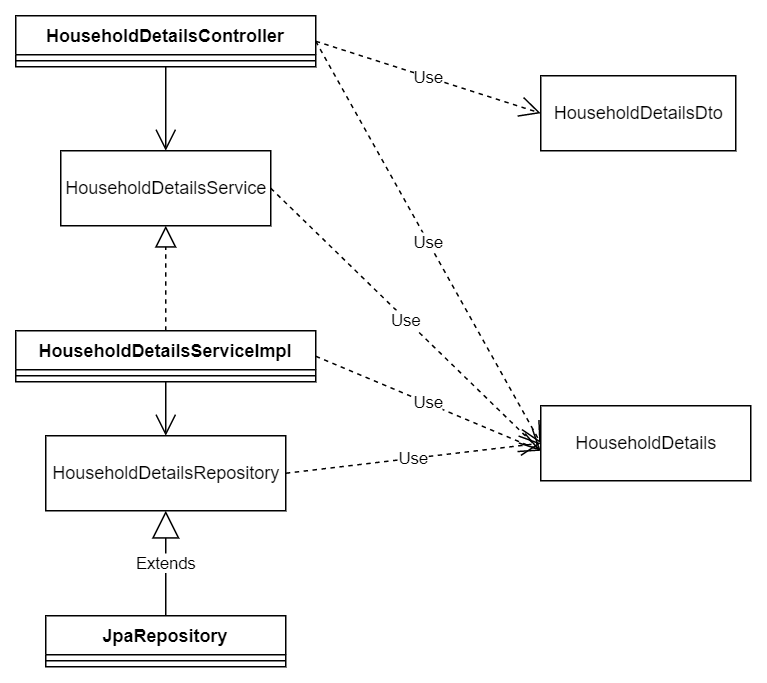 HouseholdDetailsController
Use
HouseholdDetailsDto
HouseholdDetailsService
Use
Use
HouseholdDetailsServiceImpl
Use
HouseholdDetails
Use
HouseholdDetailsRepository
Extends
JpaRepository